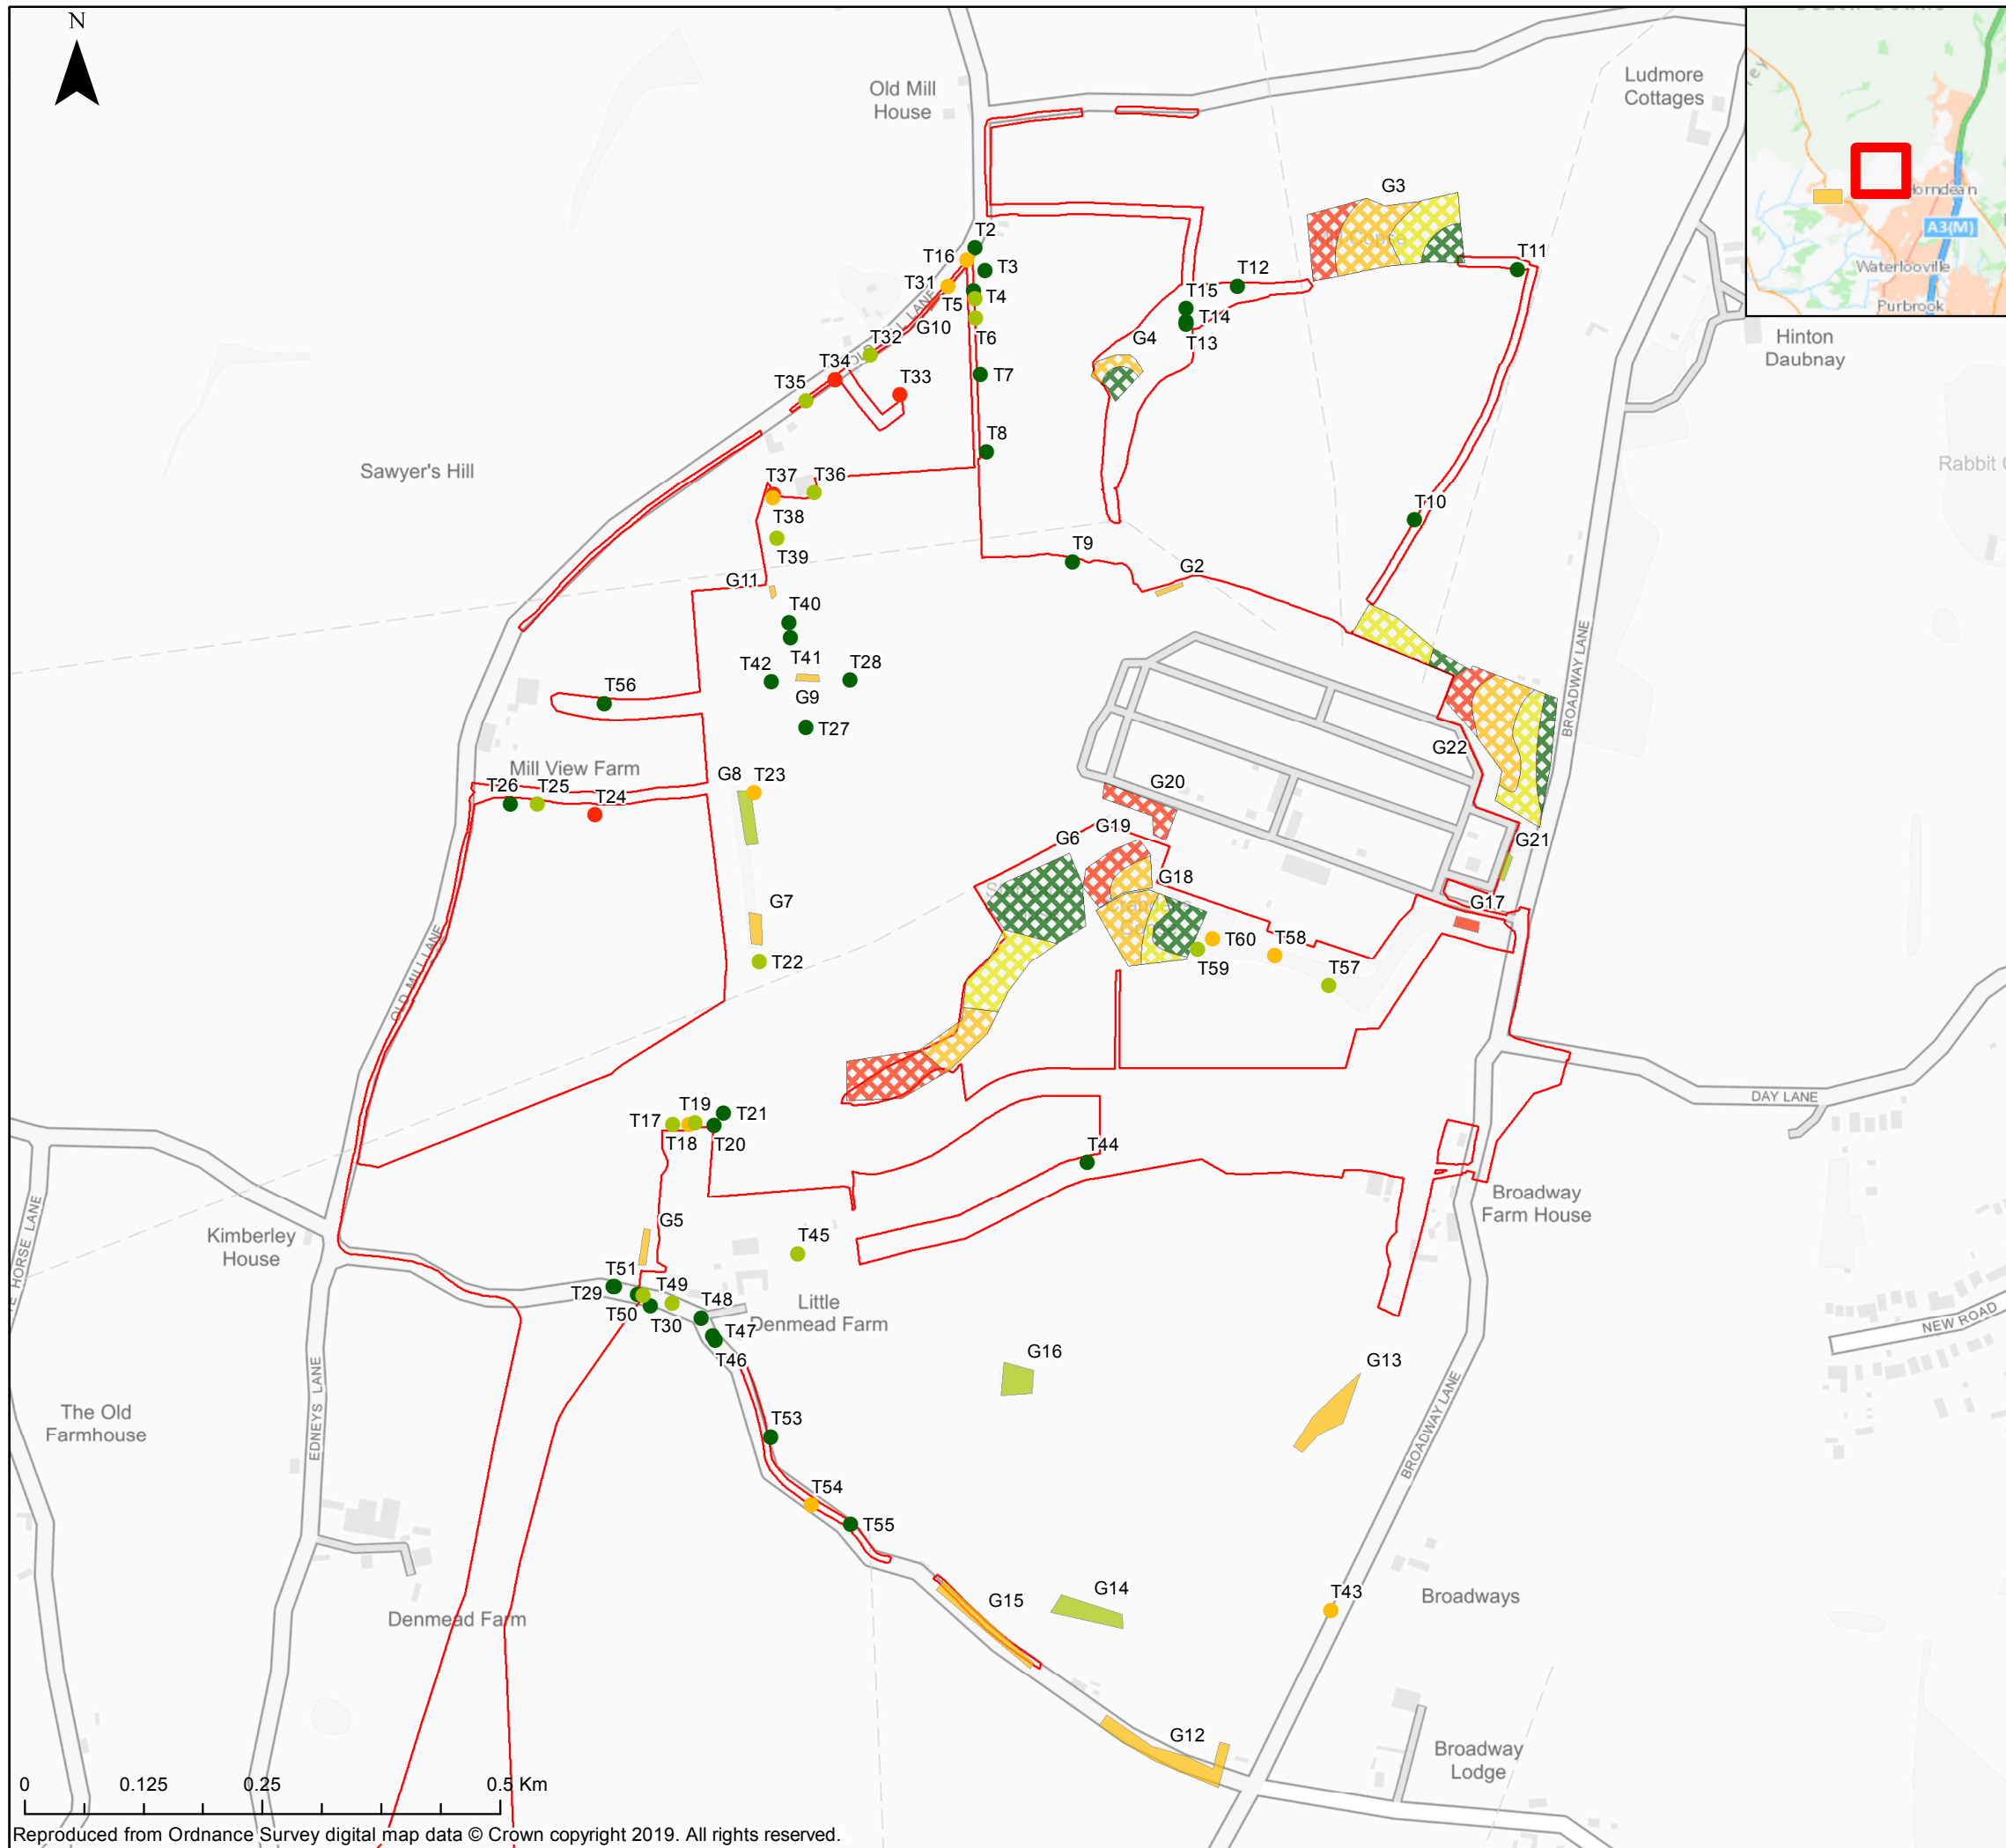 N
Old Mill
House
Ludmore
Cottages
Horndean
A3(M)
Waterlooville
Purbrook
G3
T2
T16
T3
T11
T12
T31
T5
T4
T15
G10
T14
T6
T13
G4
T32
OLD MILL LANE
T34
T7
T33
T35
Hinton
Daubnay
T8
Sawyer's Hill
Rabbit
T37
T36
T10
T38
T39
T9
G2
G11
T40
T41
T42
T28
G9
BROADWAY LANE
T56
T27
G22
Mill View Farm
G8
T23
G20
T26
T25
T24
G19
G6
G21
G18
G7
G17
T60
T58
T22
T59
T57
OLD MILL LANE
DAY LANE
T19
T21
T17
T18
T20
T44
Broadway
Farm House
HORSE LANE
Kimberley
House
G5
T45
T51
T29
T49
T50
T30
T48
Little
Denmead Farm
T47
T46
NEW ROAD
G16
G13
EDNEYS LANE
The Old
Farmhouse
BROADWAY LANE
T53
T54
T55
Denmead Farm
G15
G14
T43
Broadways
G12
Broadway
Lodge
0 0.125 0.25 0.5 Km
Reproduced from Ordnance Survey digital map data © Crown copyright 2019. All rights reserved.